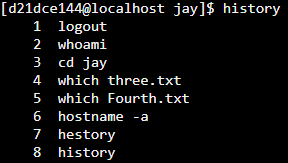 [d21dce144@localhost jay]$ history
1 logout
2 whoami
3 cd jay
4 which three.txt
5 which Fourth.txt
6 hostname -a
7 hestory
8 history